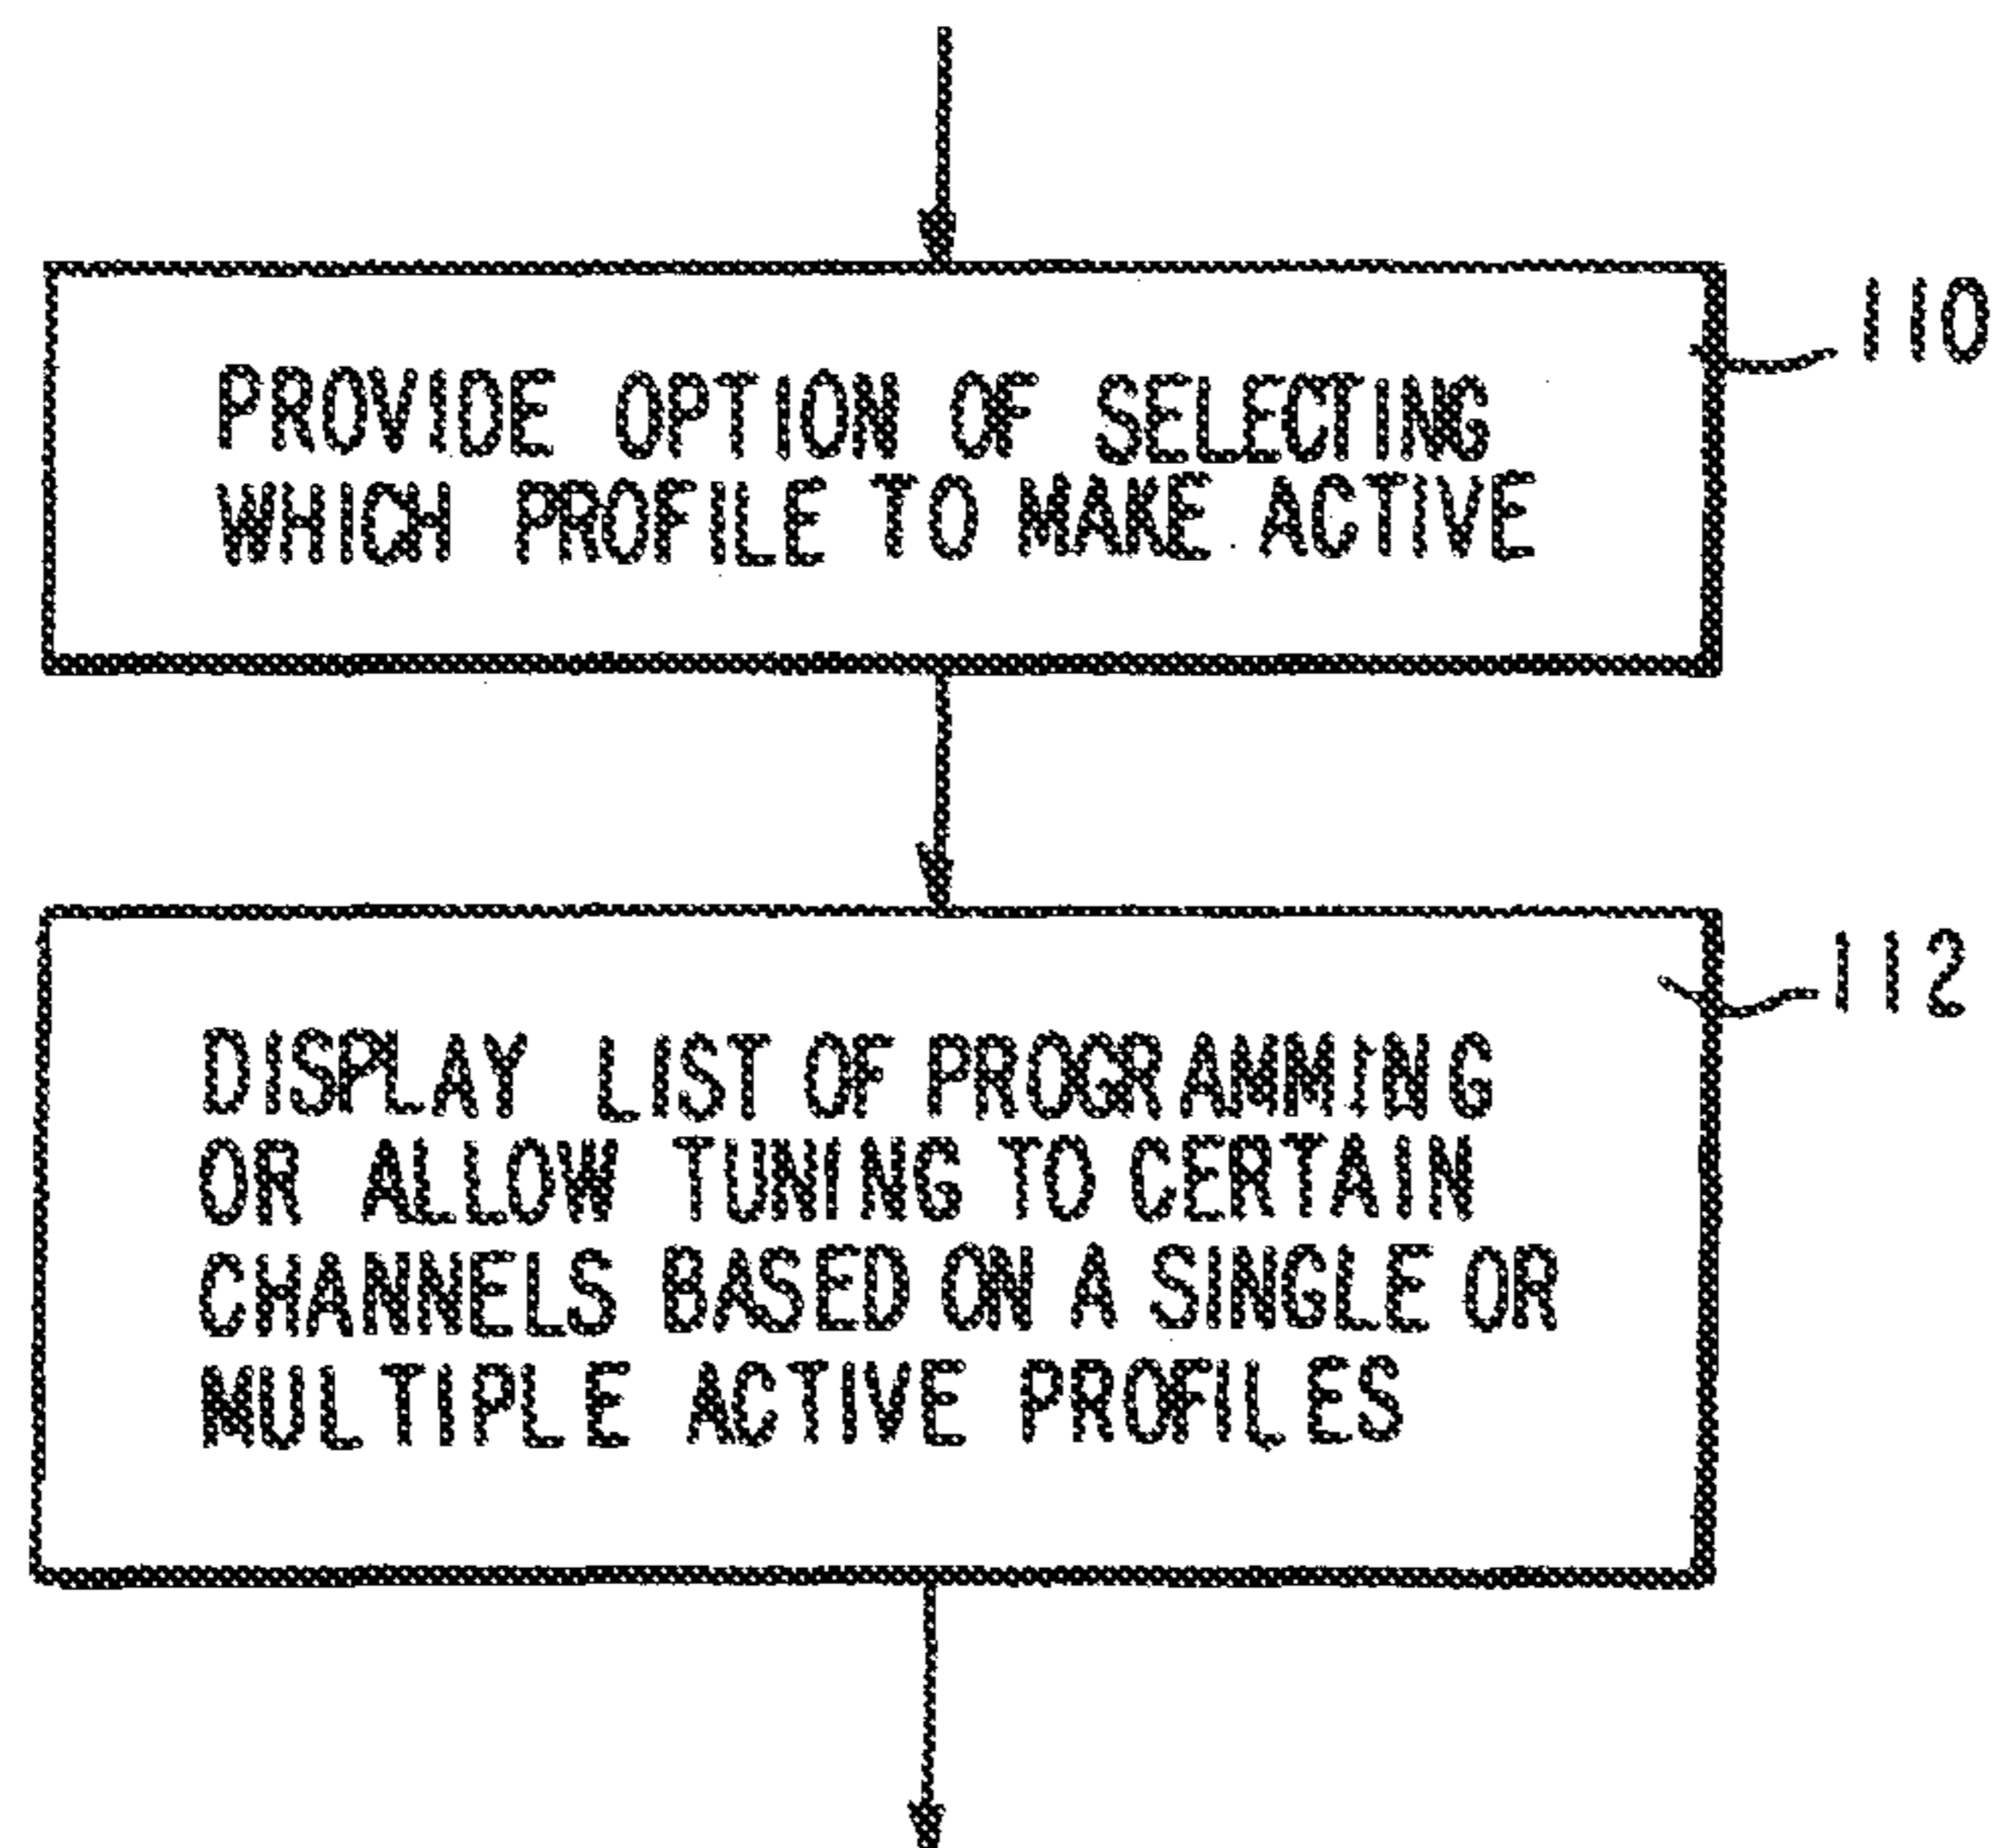 110
PROVIDE OPTION OF SELECTING
WHICH PROFILE TO MAKE ACTIVE
112
DISPLAY LIST OF PROGRAMMING
OR ALLOW TUNING TO CERTAIN
CHANNELS BASED ON A SINGLE OR
MULTIPLE ACTIVE PROFILES